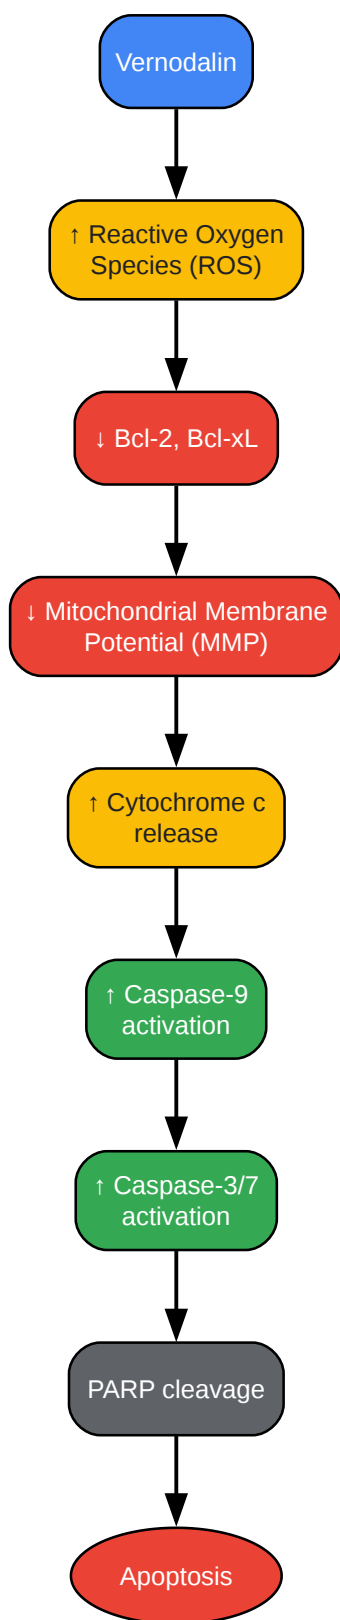 Vernodalin
↑ Reactive Oxygen
Species (ROS)
↓ Bcl-2, Bcl-xL
↓ Mitochondrial Membrane
Potential (MMP)
↑ Cytochrome c
release
↑ Caspase-9
activation
↑ Caspase-3/7
activation
PARP cleavage
Apoptosis